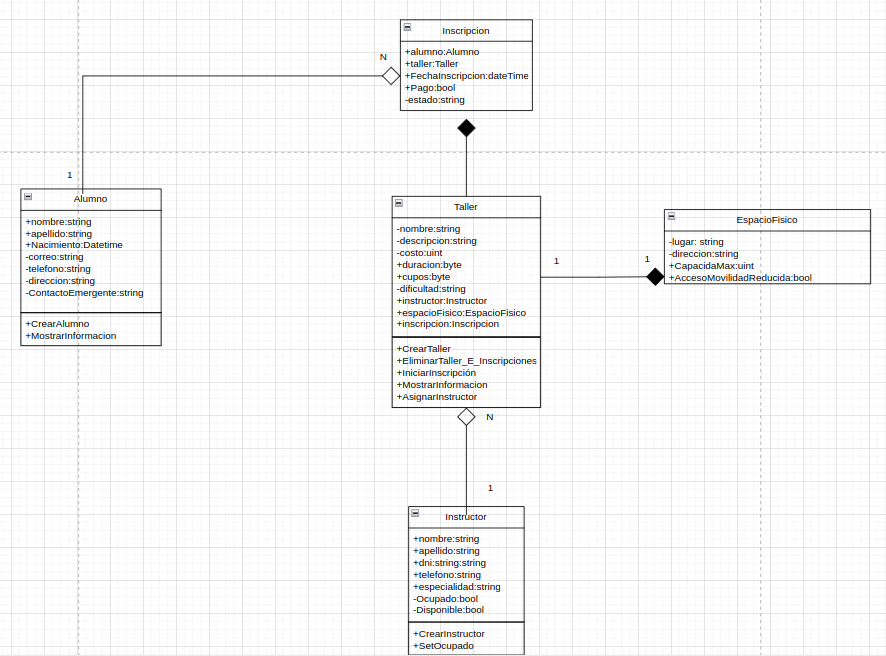 Inscripcion
+alumno:Alumno
+taller:Taller
+FechaInscripcion:dateTime
+Pago:bool
-estado:string
N
1
Alumno
+nombre:string
+apellido:string
+Nacimiento:Datetime
-correo:string
-telefono:string
-direccion:string
-ContactoEmergente:string
+CrearAlumno
+MostrarInformacion
Taller
-nombre:string
-descripcion:string
-costo:uint
+duracion:byte
+cupos:byte
-dificultad:string
+instructor:Instructor
+espacioFisico:EspacioFisico
+inscripcion:Inscripcion
+CrearTaller
+EliminarTaller_E_Inscripciones
+IniciarInscripción
+MostrarInformacion
+AsignarInstructor
1
1
EspacioFisico
-lugar: string
-direccion:string
+CapacidaMax:uint
+AccesoMovilidadReducida:bool
N
1
Instructor
+nombre:string
+apellido:string
+dni:string:string
+telefono:string
+especialidad:string
-Ocupado:bool
-Disponible:bool
+CrearInstructor
+SetOcupado